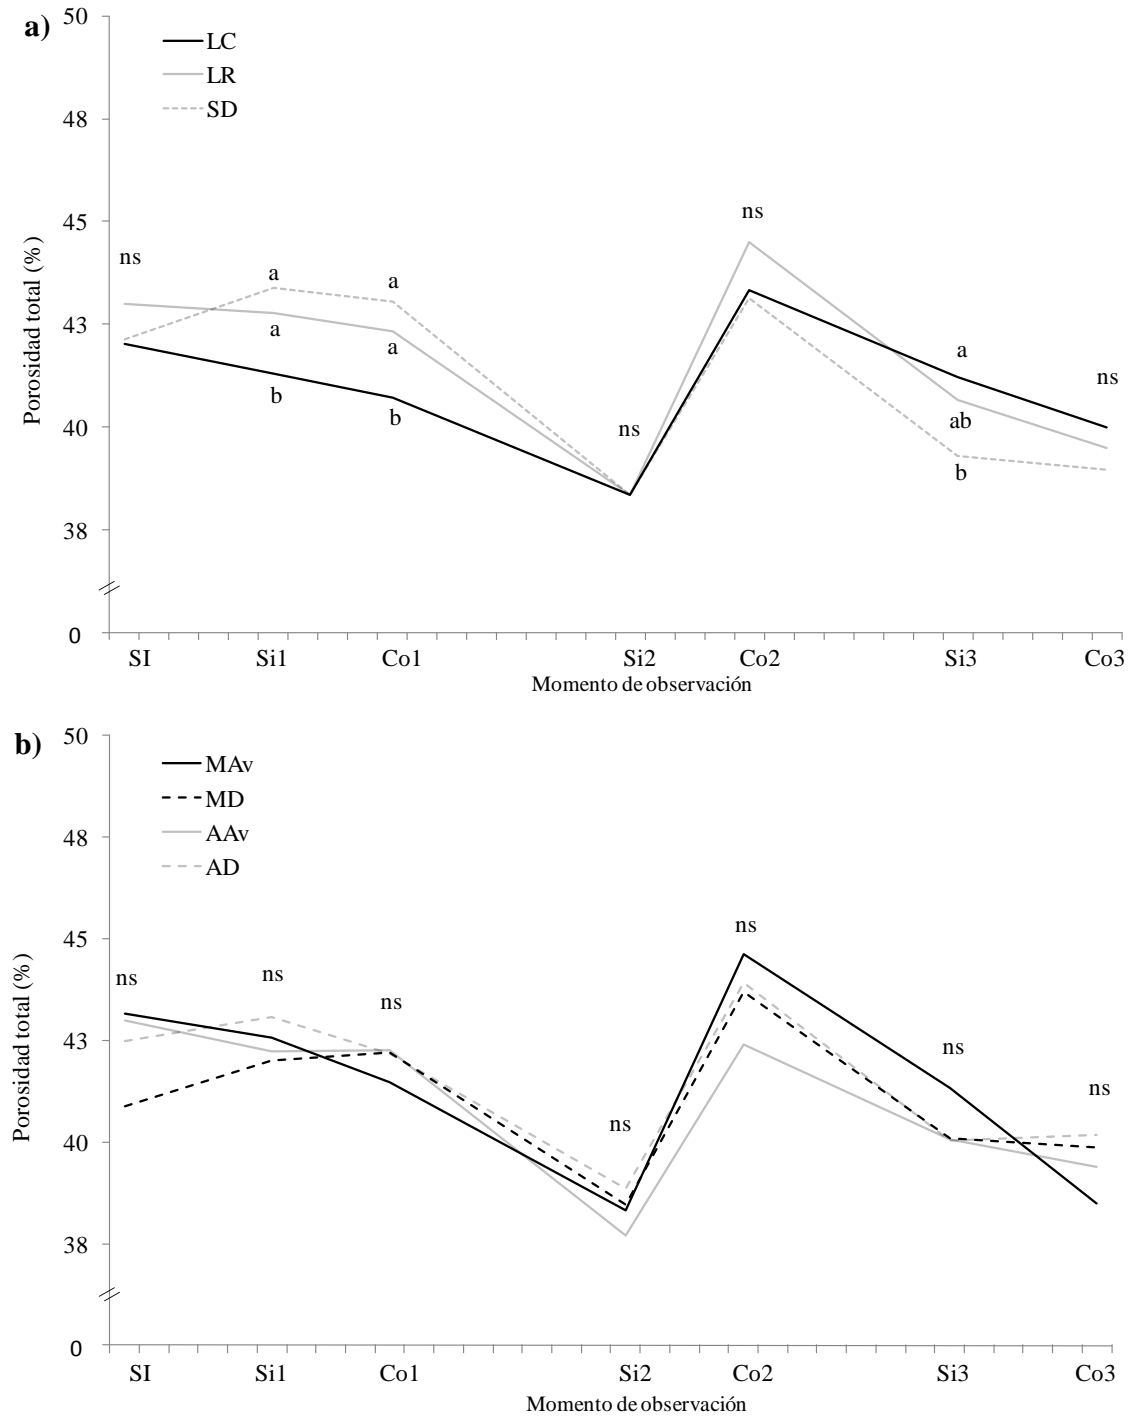 a)
50
LC
LR
SD
48
45
43
40
38
0
Porosidad total (%)
ns
a
a
b
a
a
b
ns
ns
a
ab
b
ns
SI Si1 Co1 Si2 Co2 Si3 Co3
Momento de observación
b)
50
MAv
MD
AAv
AD
48
45
43
40
38
0
Porosidad total (%)
ns
ns
ns
ns
ns
ns
ns
SI Si1 Co1 Si2 Co2 Si3 Co3
Momento de observación